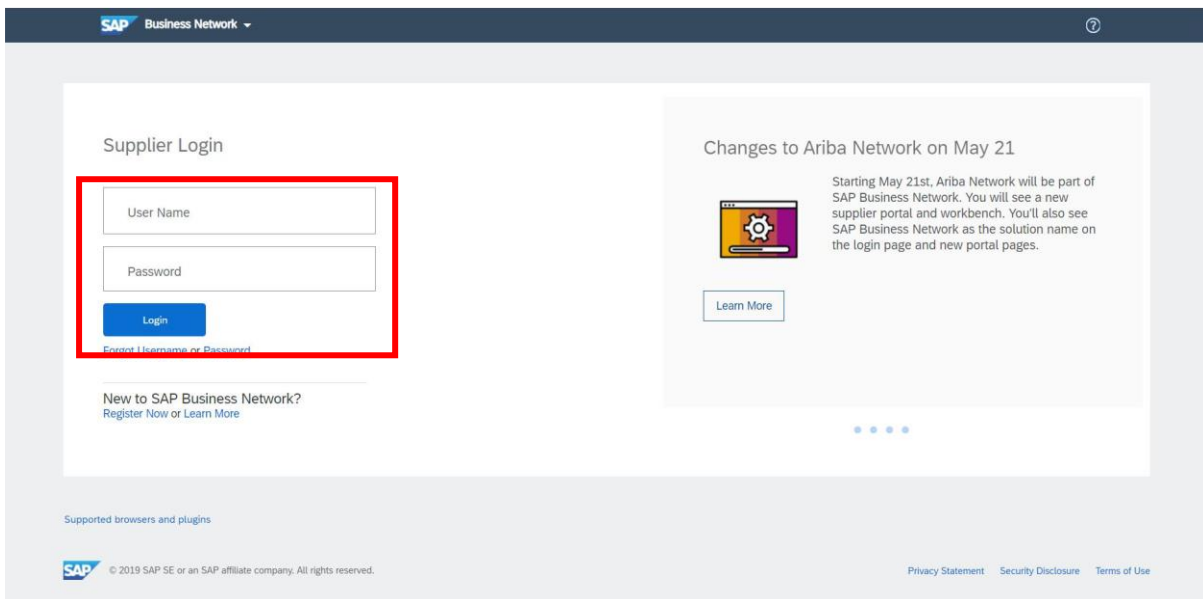 SAP Business Network
Supplier Login
User Name
Password
Login
Forgot Username or Password
New to SAP Business Network?
Register Now or Learn More
Changes to Ariba Network on May 21
Starting May 21st, Ariba Network will be part of
SAP Business Network. You will see a new
supplier portal and workbench. You'll also see
SAP Business Network as the solution name on
the login page and new portal pages.
Learn More
Supported browsers and plugins
SAP © 2019 SAP SE or an SAP affiliate company. All rights reserved.
Privacy Statement Security Disclosure Terms of Use